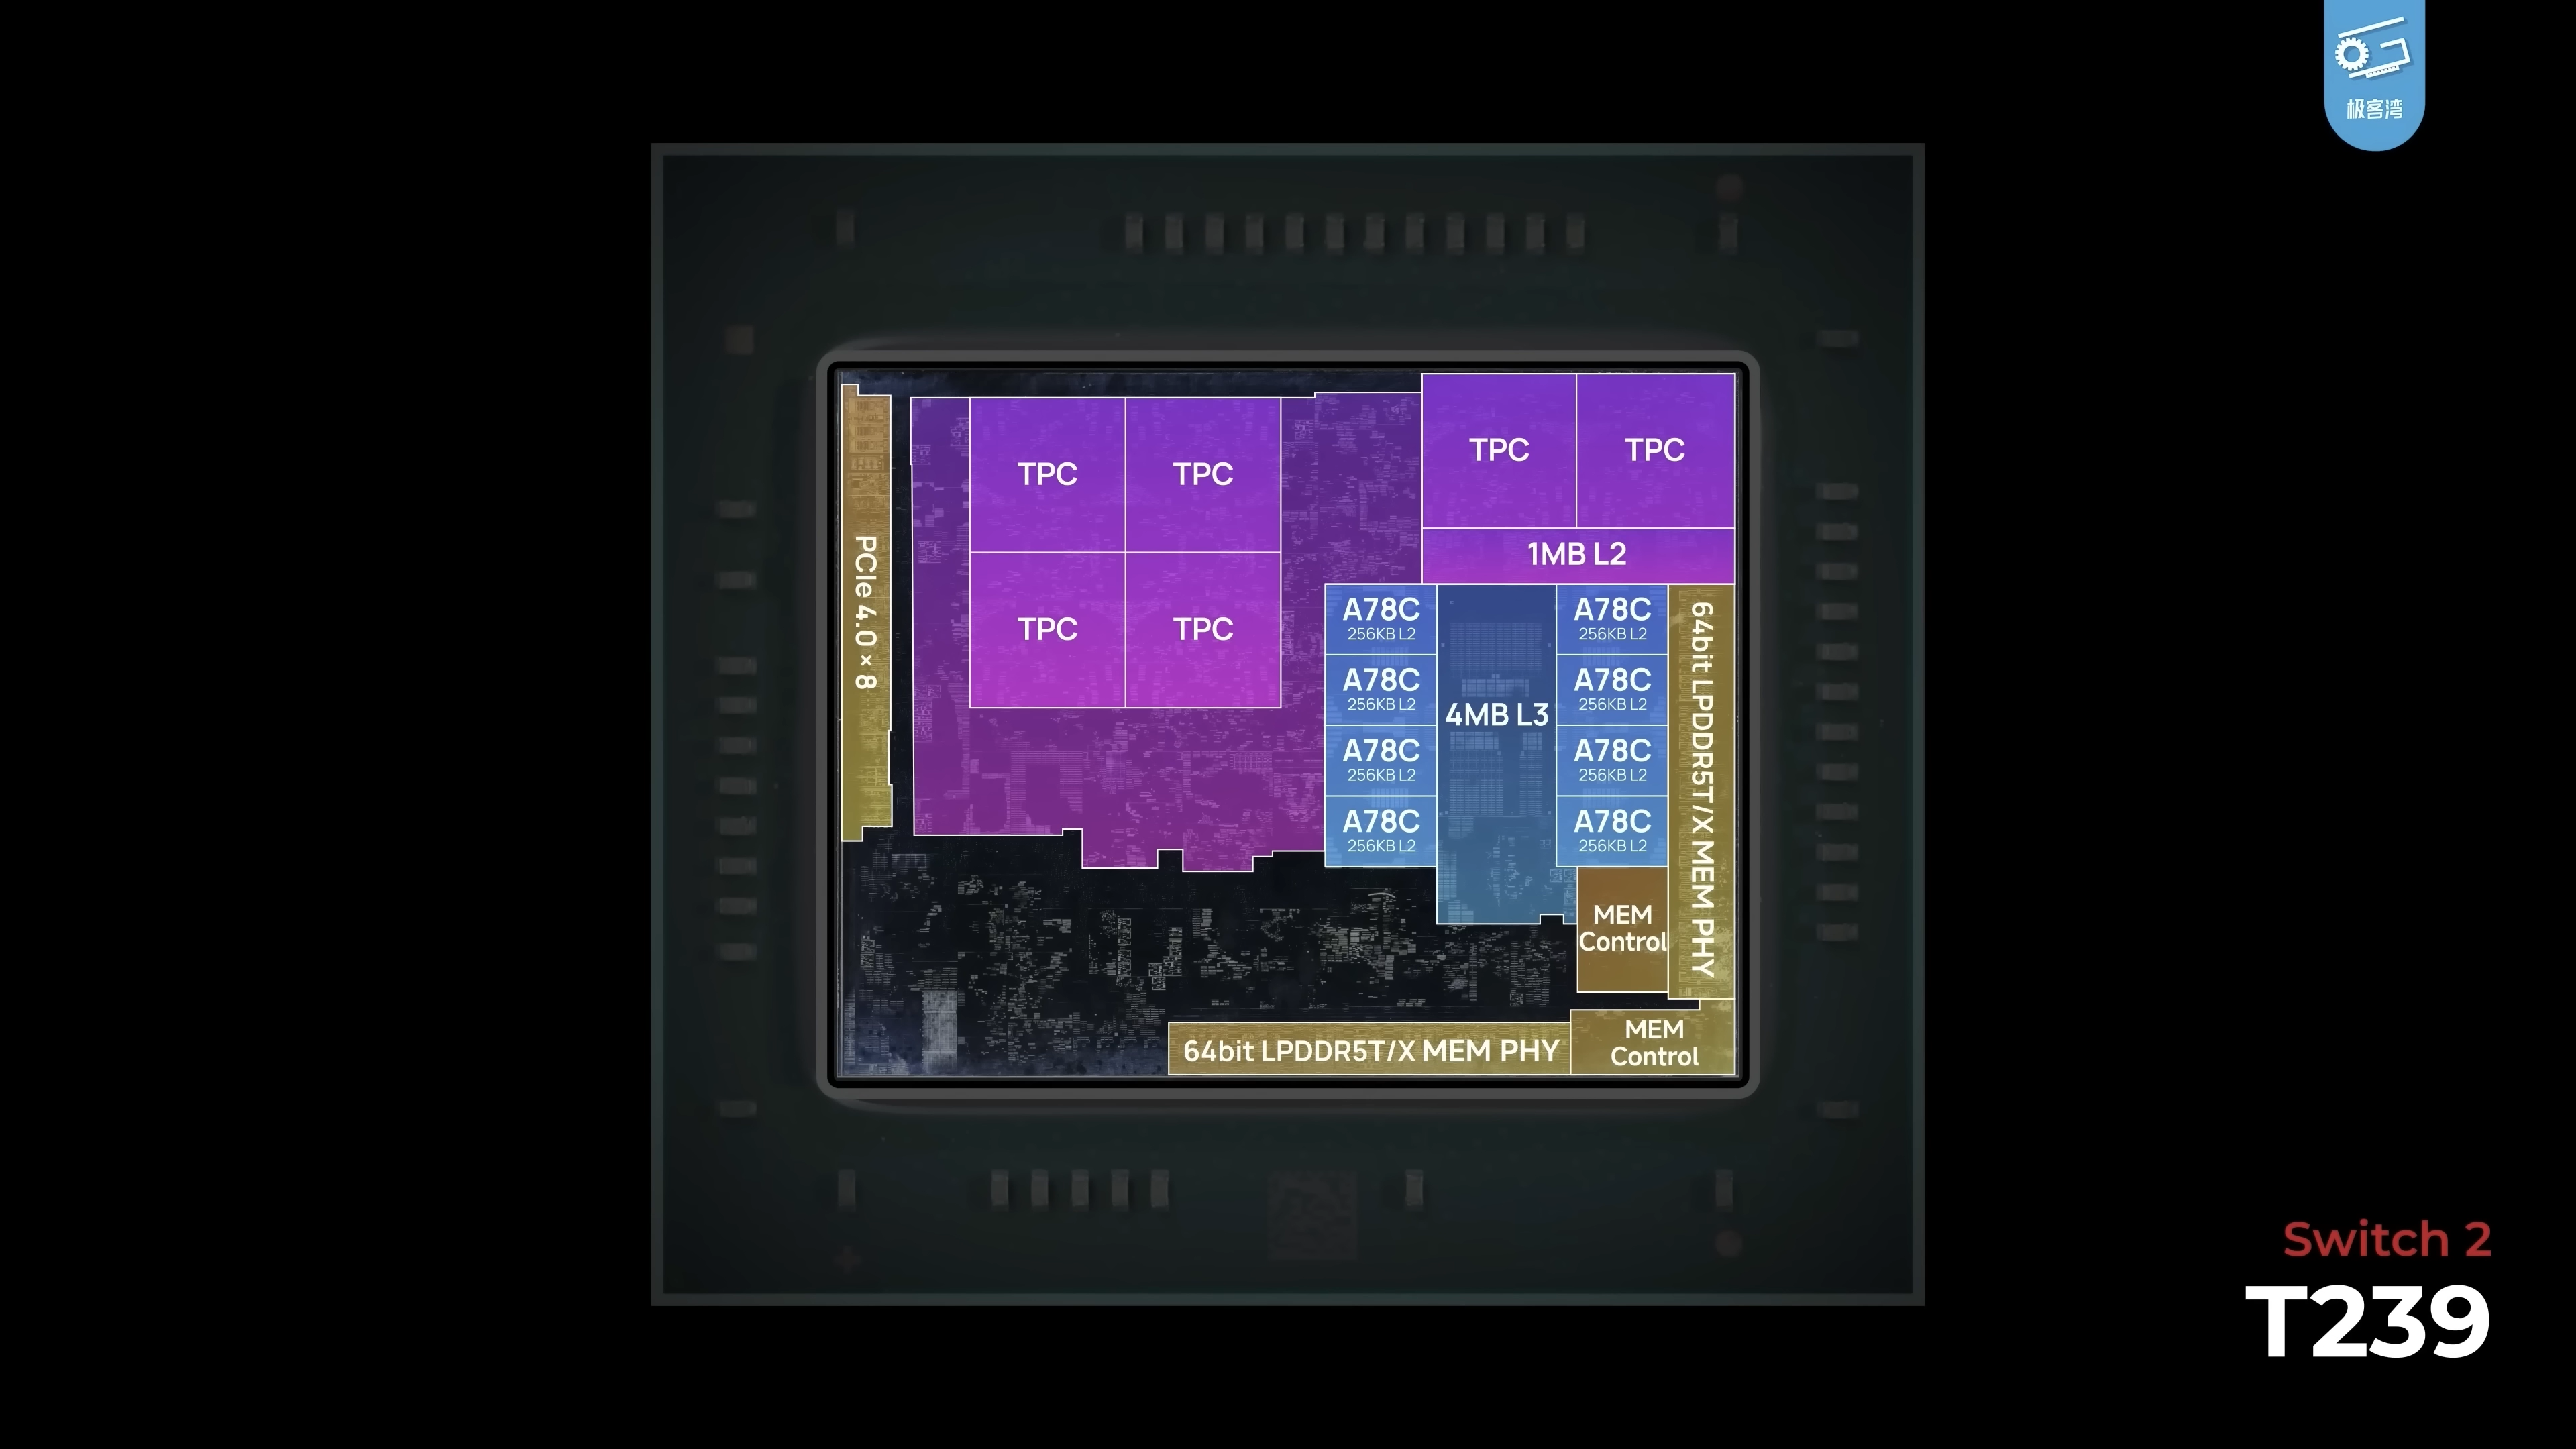 极客湾
TPC
TPC
TPC
TPC
TPC
TPC
1MB L2
PCIe 4.0 × 8
A78C
256KB L2
A78C
256KB L2
A78C
256KB L2
A78C
256KB L2
4MB L3
A78C
256KB L2
A78C
256KB L2
A78C
256KB L2
A78C
256KB L2
64bit LPDDR5T/X MEM PHY
MEM
Control
64bit LPDDR5T/X MEM PHY
MEM
Control
Switch 2
T239